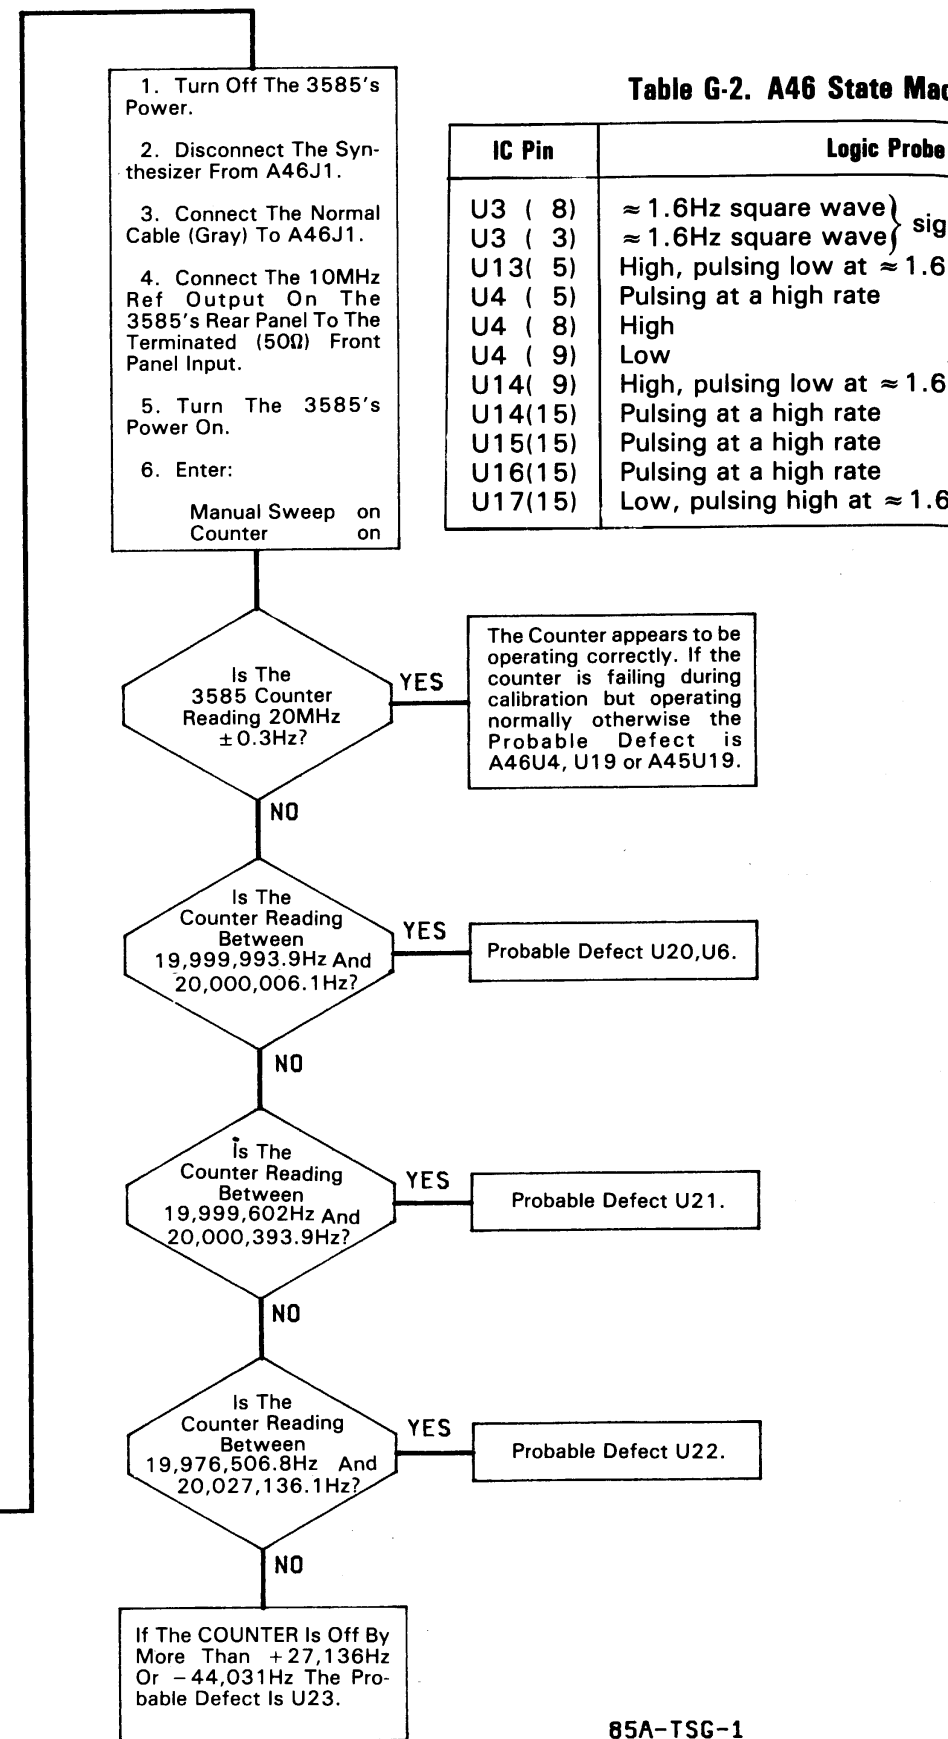 1. Turn Off The 3585's
Power.
2. Disconnect The Syn-
thesizer From A46J1.
3. Connect The Normal
Cable (Gray) To A46J1.
4. Connect The 10MHz
Ref Output On The
3585's Rear Panel To The
Terminated (50Ω) Front
Panel Input.
5. Turn The 3585's
Power On.
6. Enter:
Manual Sweep on
Counter on
Table G-2. A46 State Mac
IC Pin Logic Probe
U3 ( 8) ≈ 1.6Hz square wave
U3 ( 3) ≈ 1.6Hz square wave } sig
U13( 5) High, pulsing low at ≈ 1.6
U4 ( 5) Pulsing at a high rate
U4 ( 8) High
U4 ( 9) Low
U14( 9) High, pulsing low at ≈ 1.6
U14(15) Pulsing at a high rate
U15(15) Pulsing at a high rate
U16(15) Pulsing at a high rate
U17(15) Low, pulsing high at ≈ 1.6
Is The
3585 Counter
Reading 20MHz
±0.3Hz?
YES
The Counter appears to be
operating correctly. If the
counter is failing during
calibration but operating
normally otherwise the
Probable Defect is
A46U4, U19 or A45U19.
NO
Is The
Counter Reading
Between
19,999,993.9Hz And
20,000,006.1Hz?
YES
Probable Defect U20,U6.
NO
Is The
Counter Reading
Between
19,999,602Hz And
20,000,393.9Hz?
YES
Probable Defect U21.
NO
Is The
Counter Reading
Between
19,976,506.8Hz And
20,027,136.1Hz?
YES
Probable Defect U22.
NO
If The COUNTER Is Off By
More Than +27,136Hz
Or −44,031Hz The Pro-
bable Defect Is U23.
85A-TSG-1